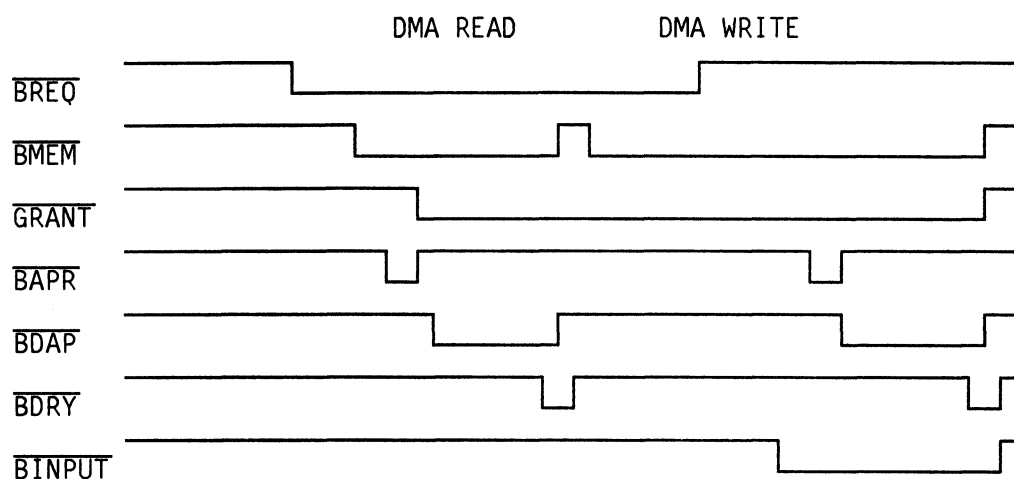 DMA READ DMA WRITE
BREQ
BMEM
GRANT
BAPR
BDAP
BDRY
BINPUT